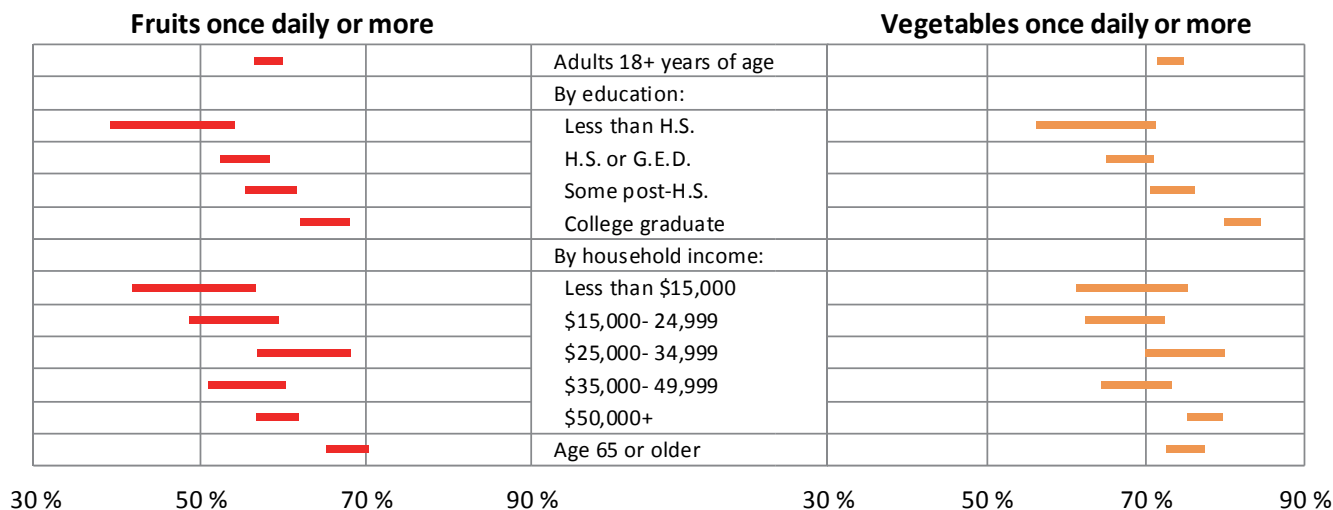 Fruits once daily or more
Vegetables once daily or more
Adults 18+ years of age
By education:
Less than H.S.
H.S. or G.E.D.
Some post-H.S.
College graduate
By household income:
Less than $15,000
$15,000- 24,999
$25,000- 34,999
$35,000- 49,999
$50,000+
Age 65 or older
30 % 50 % 70 % 90 % 30 % 50 % 70 % 90 %